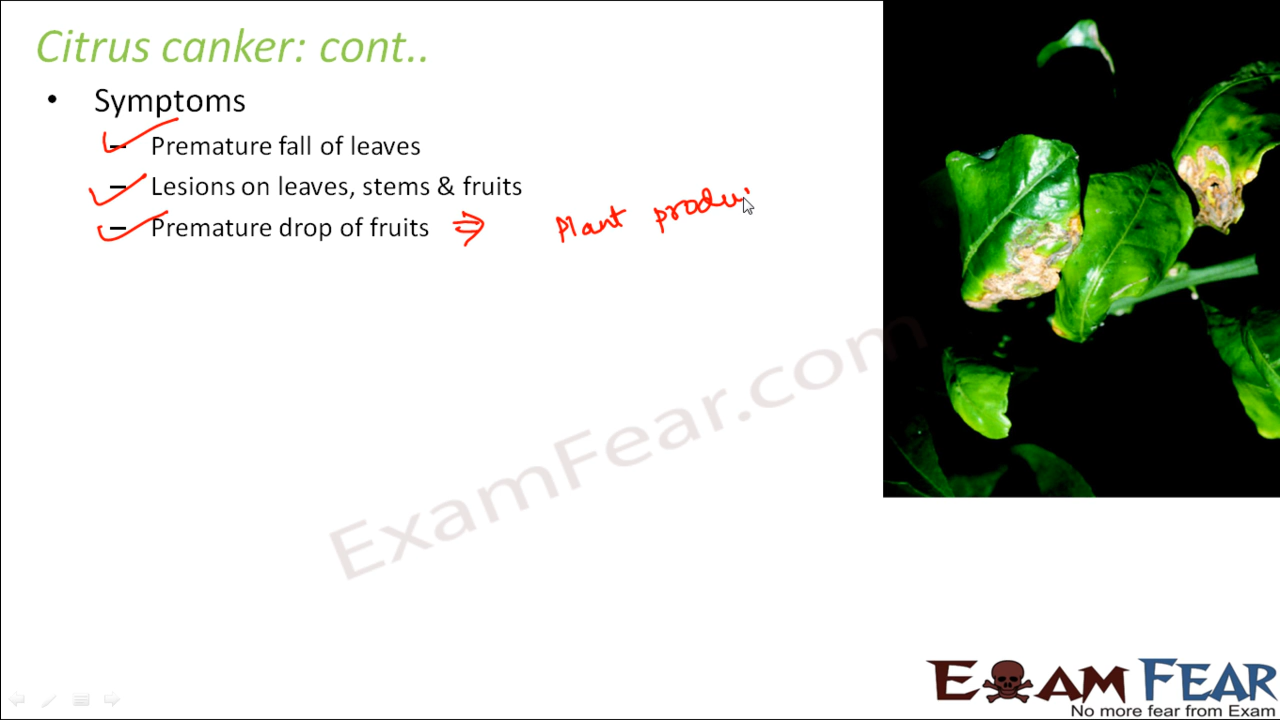 Citrus canker: cont..
• Symptoms
– Premature fall of leaves
– Lesions on leaves, stems & fruits
– Premature drop of fruits ⇒ Plant
ExamFear.com
EXAM FEAR
No more fear from Exam